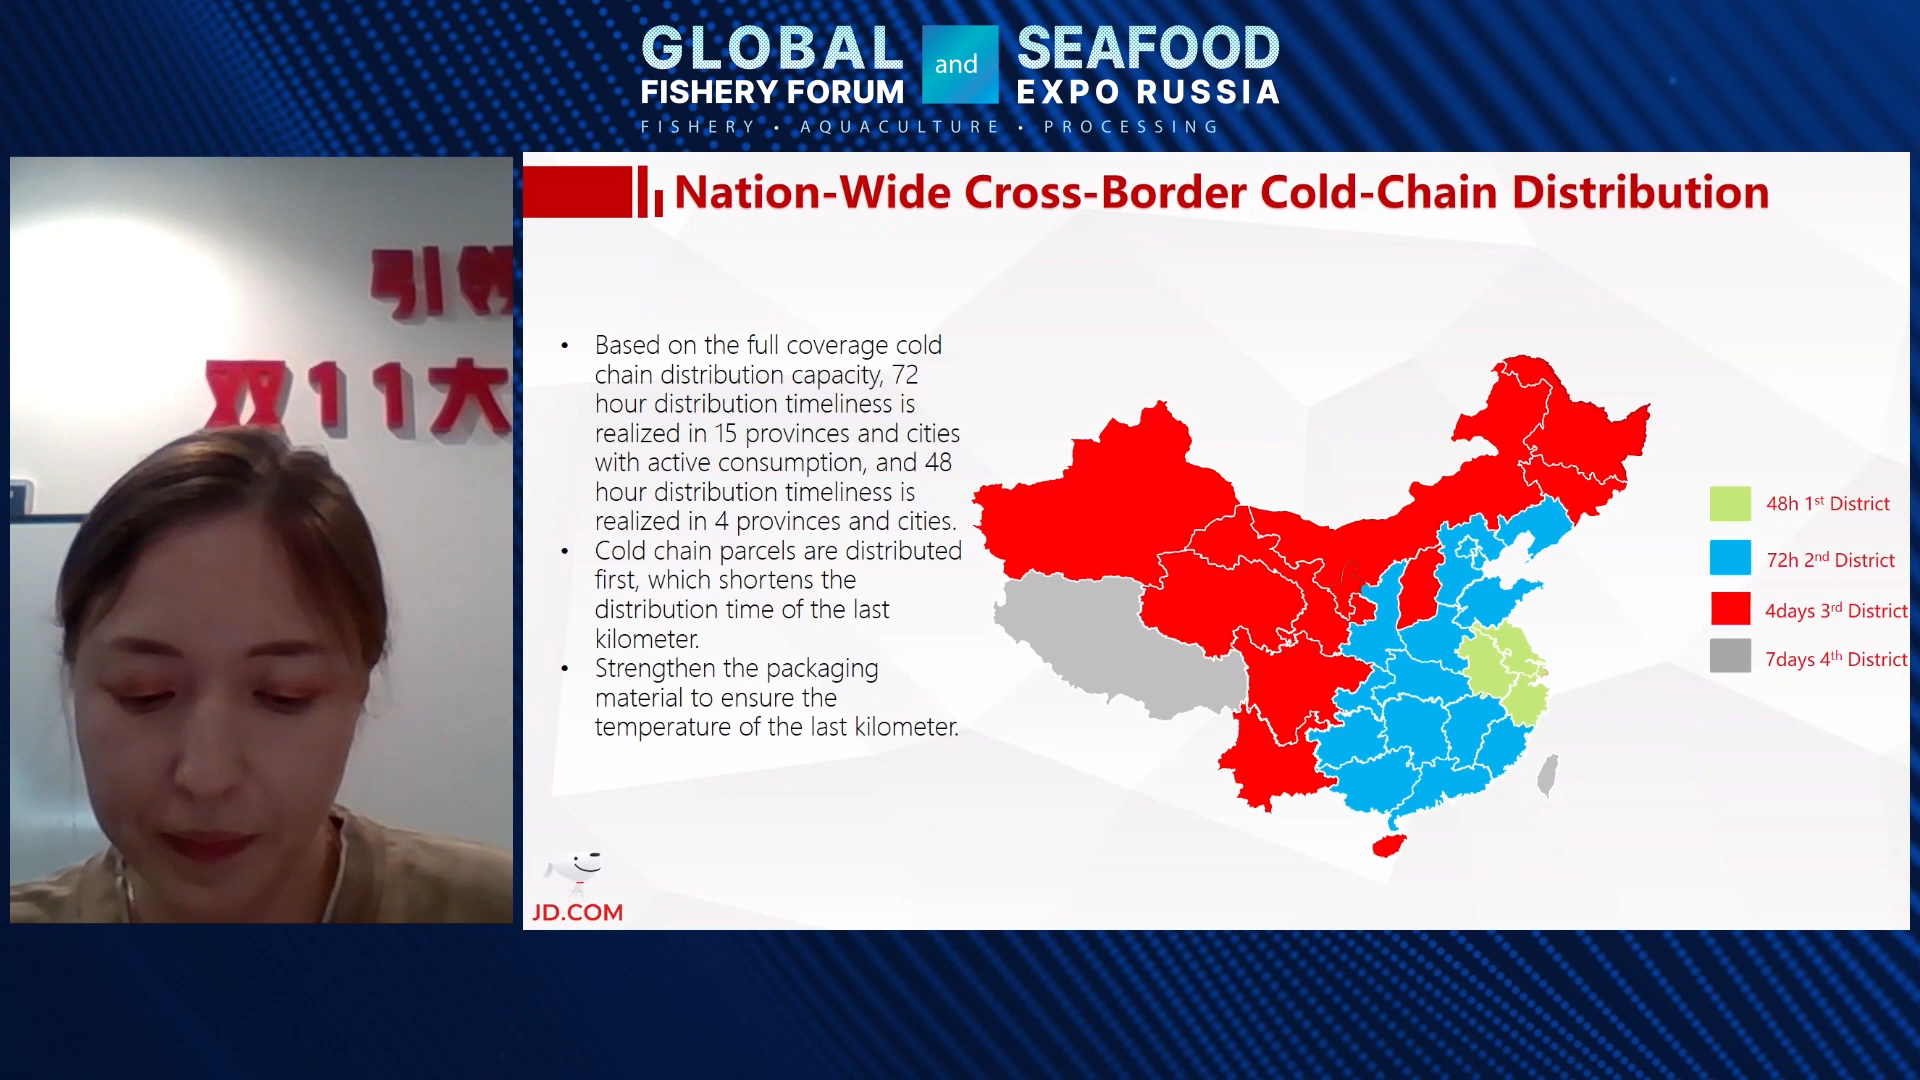 GLOBAL and SEAFOOD
FISHERY FORUM EXPO RUSSIA
FISHERY • AQUACULTURE • PROCESSING
引领
双11大
Nation-Wide Cross-Border Cold-Chain Distribution
• Based on the full coverage cold
chain distribution capacity, 72
hour distribution timeliness is
realized in 15 provinces and cities
with active consumption, and 48
hour distribution timeliness is
realized in 4 provinces and cities.
• Cold chain parcels are distributed
first, which shortens the
distribution time of the last
kilometer.
• Strengthen the packaging
material to ensure the
temperature of the last kilometer.
48h 1st District
72h 2nd District
4days 3rd District
7days 4th District
JD.COM